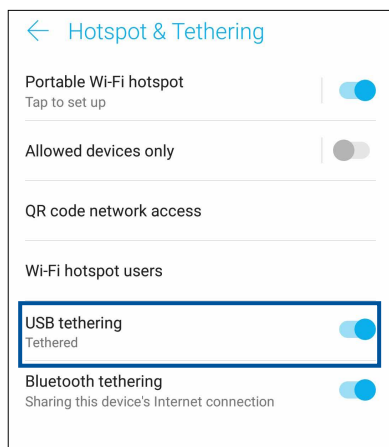 Hotspot & Tethering
Portable Wi-Fi hotspot
Tap to set up
Allowed devices only
QR code network access
Wi-Fi hotspot users
USB tethering
Tethered
Bluetooth tethering
Sharing this device's Internet connection